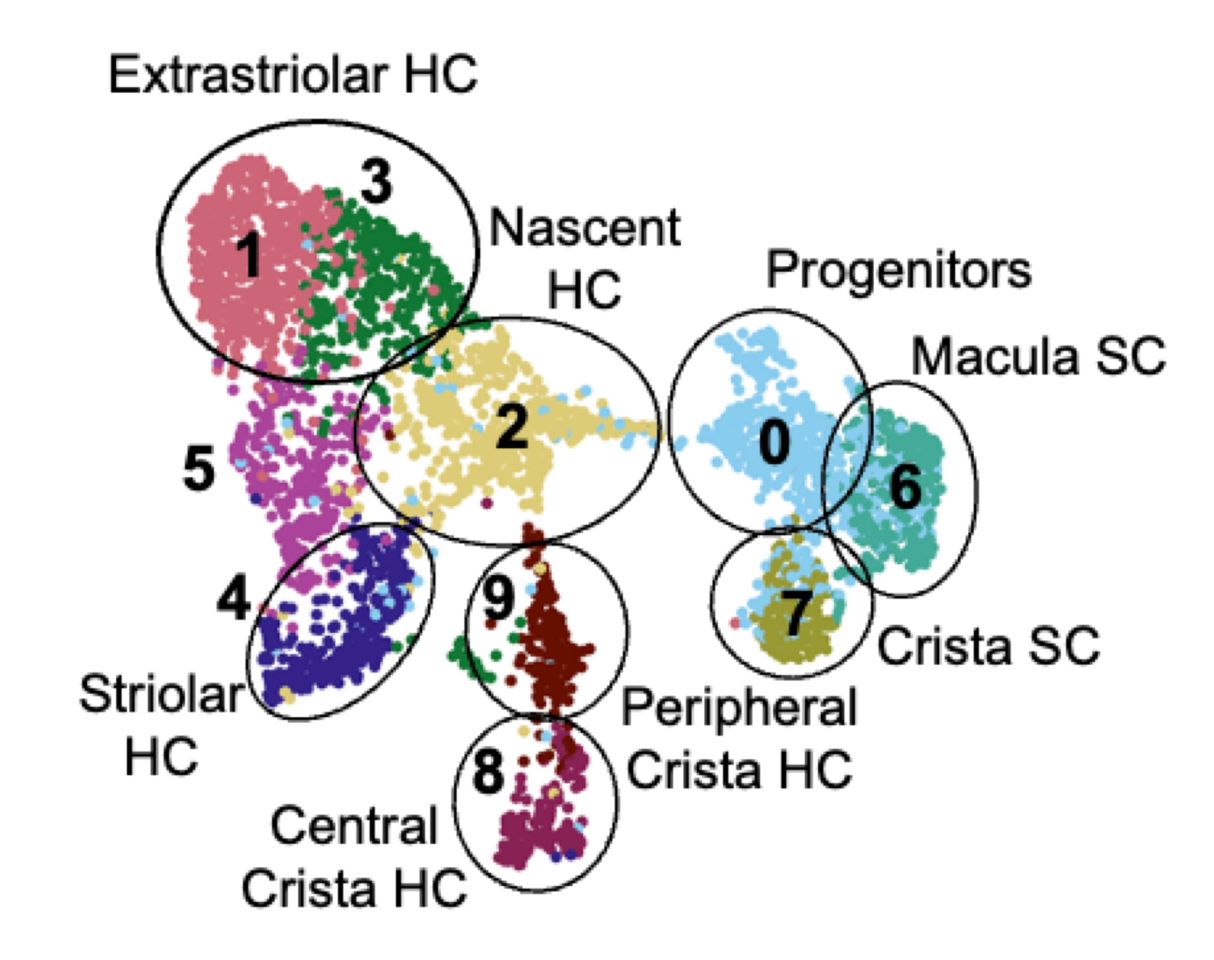 Extrastriolar HC
3
1
Nascent
HC
Progenitors
Macula SC
2
0
5
6
4
9
7
Crista SC
Striolar
HC
Peripheral
Crista HC
8
Central
Crista HC